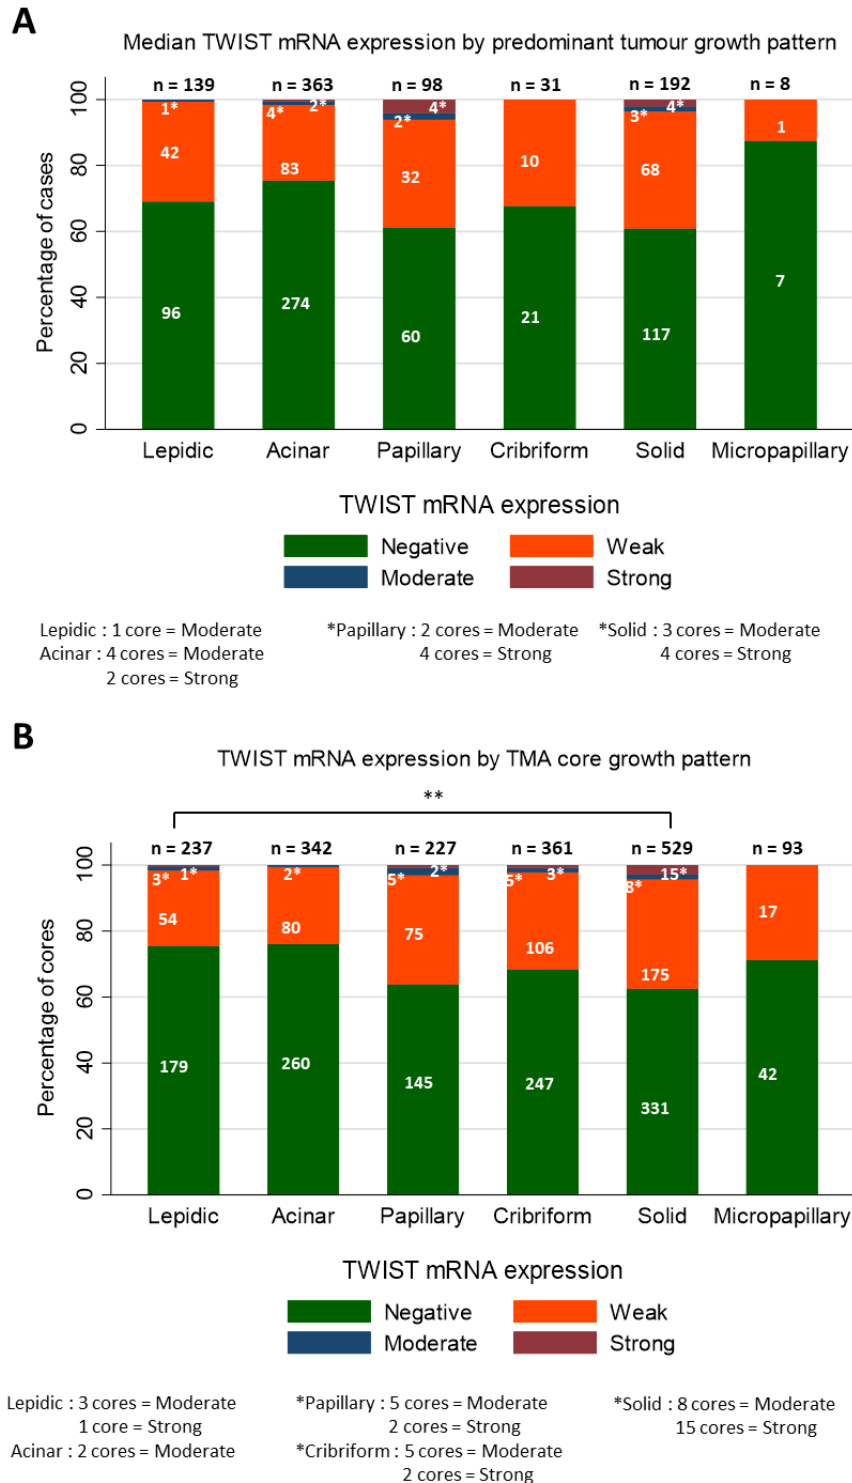 A
Median TWIST mRNA expression by predominant tumour growth pattern
n = 139 n = 363 n = 98 n = 31 n = 192 n = 8
Percentage of cases
100
80
60
40
20
0
1* 4* 2* 2* 4* 3* 4*
42 83 32 10 68 1
96 274 60 21 117 7
Lepidic Acinar Papillary Cribriform Solid Micropapillary
TWIST mRNA expression
Negative Weak
Moderate Strong
Lepidic : 1 core = Moderate *Papillary : 2 cores = Moderate *Solid : 3 cores = Moderate
Acinar : 4 cores = Moderate 4 cores = Strong 4 cores = Strong
2 cores = Strong
B
TWIST mRNA expression by TMA core growth pattern
**
n = 237 n = 342 n = 227 n = 361 n = 529 n = 93
Percentage of cores
100
80
60
40
20
0
3* 1* 2* 5* 2* 5* 3* 8* 15*
54 80 75 106 175 17
179 260 145 247 331 42
Lepidic Acinar Papillary Cribriform Solid Micropapillary
TWIST mRNA expression
Negative Weak
Moderate Strong
Lepidic : 3 cores = Moderate *Papillary : 5 cores = Moderate *Solid : 8 cores = Moderate
1 core = Strong 2 cores = Strong 15 cores = Strong
Acinar : 2 cores = Moderate *Cribriform : 5 cores = Moderate
2 cores = Strong